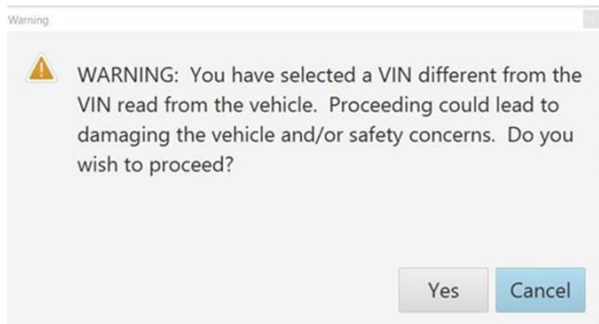 Warning
WARNING: You have selected a VIN different from the
VIN read from the vehicle. Proceeding could lead to
damaging the vehicle and/or safety concerns. Do you
wish to proceed?
Yes Cancel